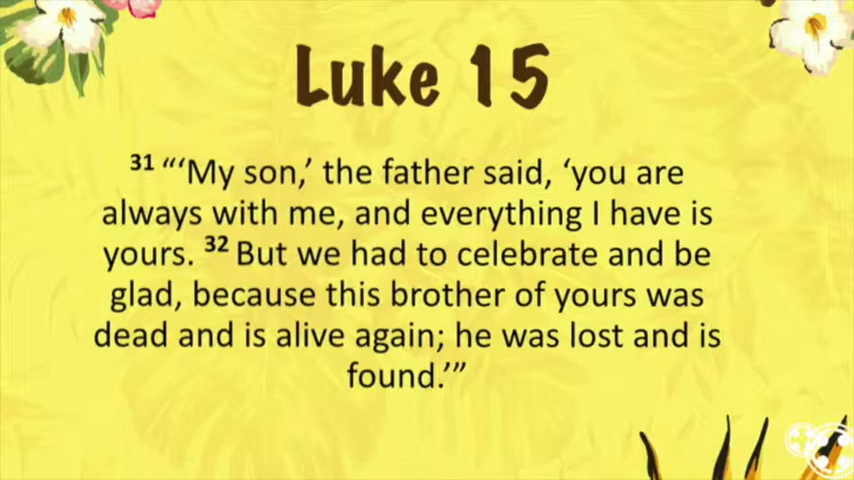 Luke 15
31 “‘My son,’ the father said, ‘you are
always with me, and everything I have is
yours. 32 But we had to celebrate and be
glad, because this brother of yours was
dead and is alive again; he was lost and is
found.’”